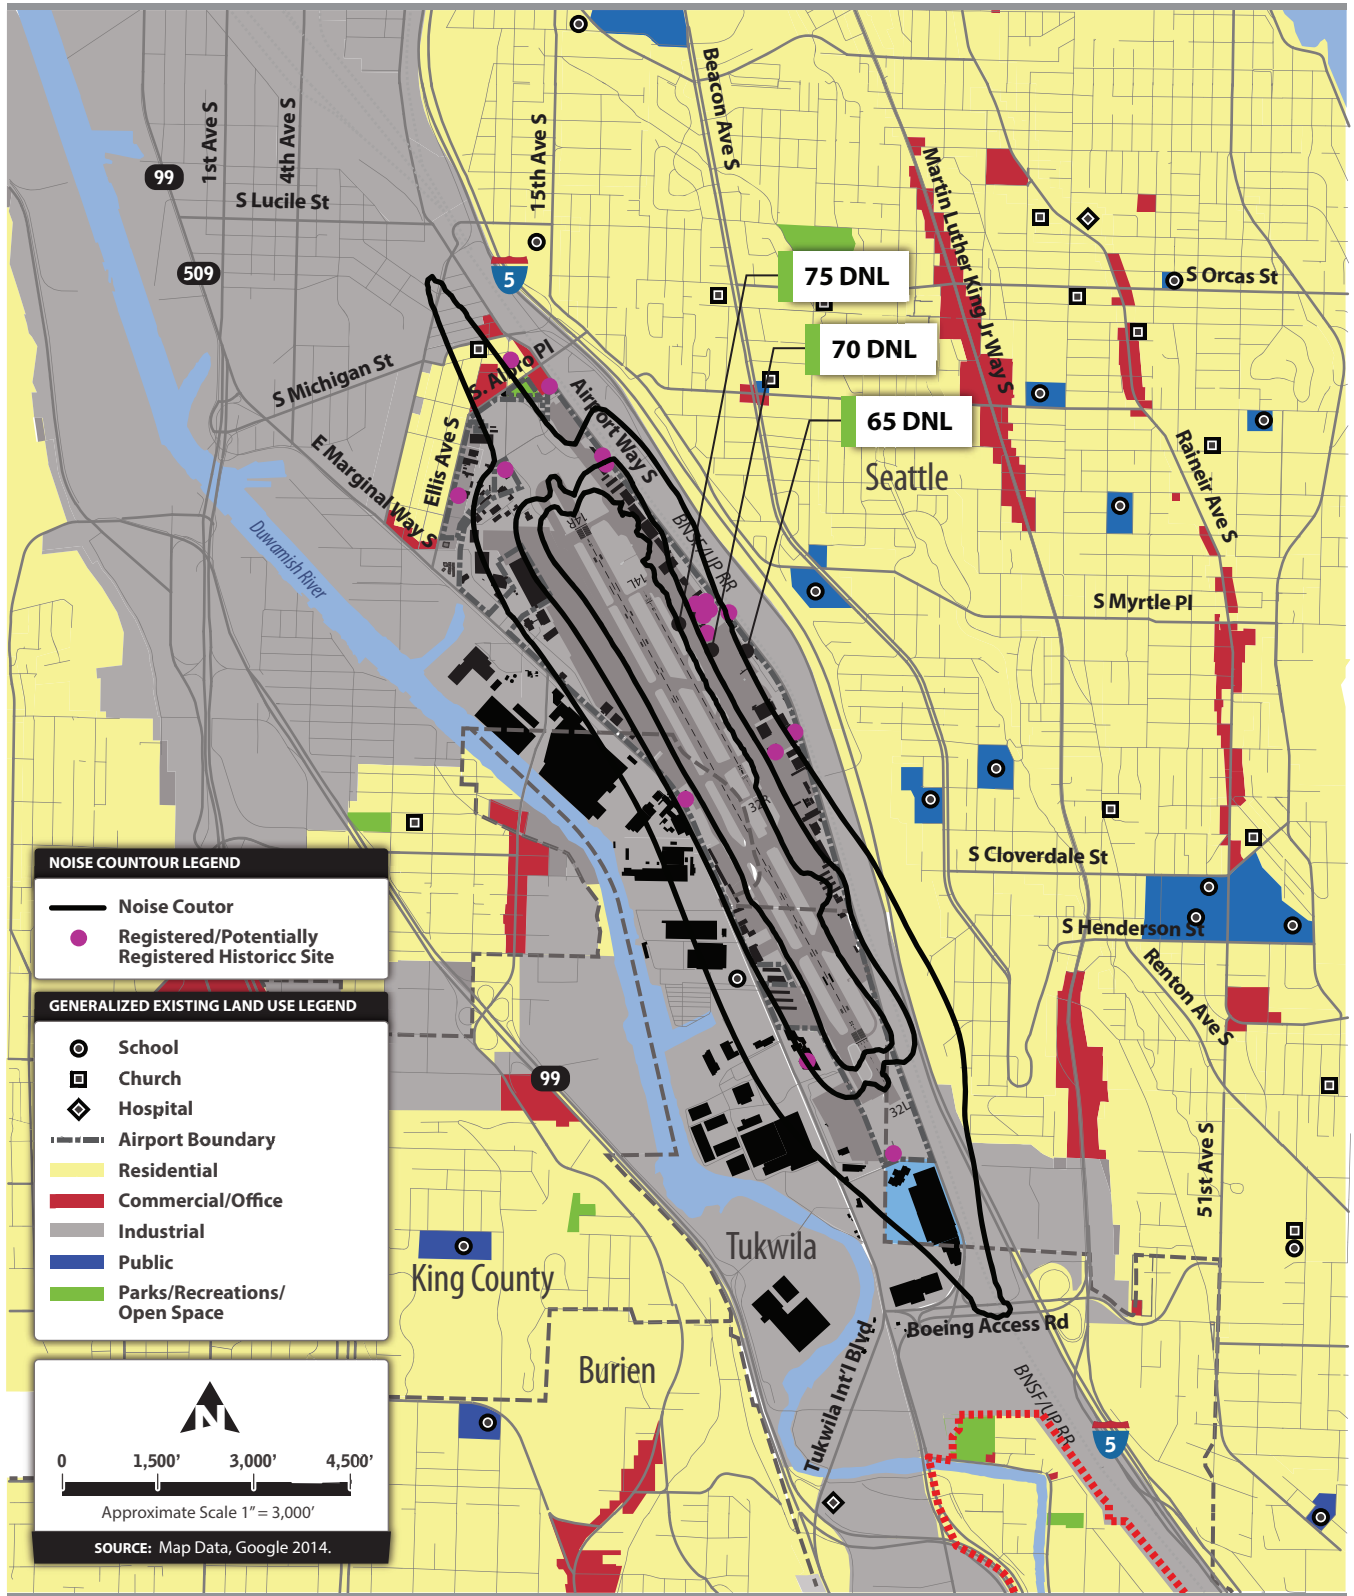 Beacon Ave S
15th Ave S
1st Ave S
4th Ave S
99
S Lucile St
Martin Luther King Jr Way S
509
5
75 DNL
S Orcas St
70 DNL
S Michigan St
S. Albro Pl
Airport Way S
65 DNL
Ellis Ave S
E Marginal Way S
Seattle
Raineir Ave S
14R
BNSF/UP RR
14L
Duwamish River
S Myrtle Pl
32R
S Cloverdale St
S Henderson St
Renton Ave S
NOISE COUNTOUR LEGEND
Noise Coutor
Registered/Potentially
Registered Historicc Site
GENERALIZED EXISTING LAND USE LEGEND
School
Church
Hospital
Airport Boundary
Residential
Commercial/Office
Industrial
Public
Parks/Recreations/
Open Space
99
32L
51st Ave S
Tukwila
King County
Boeing Access Rd
Burien
Tukwila Int'l Blvd
BNSF/UP RR
5
N
0 1,500’ 3,000’ 4,500’
Approximate Scale 1” = 3,000’
SOURCE: Map Data, Google 2014.